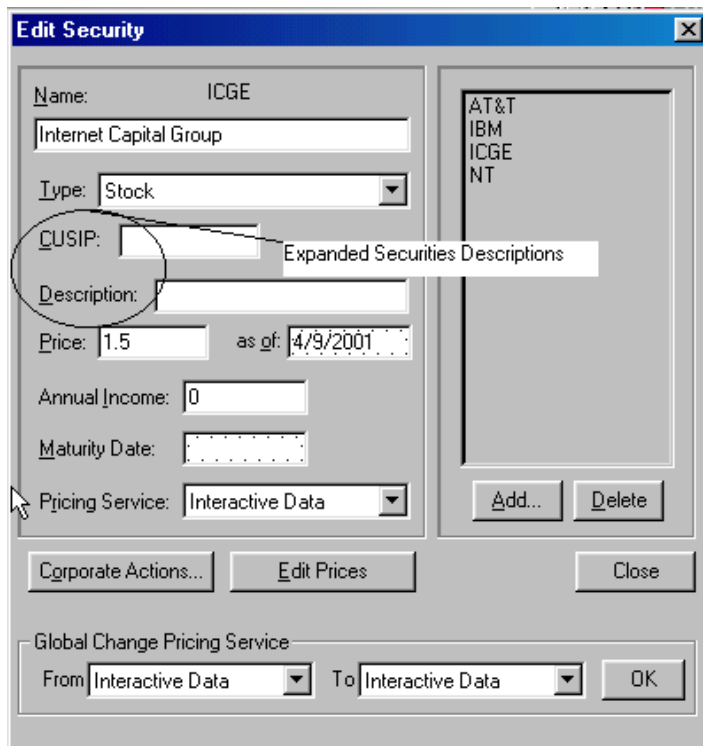 Edit Security
Name: ICGE
Internet Capital Group
Type: Stock
CUSIP:
Expanded Securities Descriptions
Description:
Price: 1.5 as of: 4/9/2001
Annual Income: 0
Maturity Date:
Pricing Service: Interactive Data
AT&T
IBM
ICGE
NT
Add... Delete
Corporate Actions... Edit Prices Close
Global Change Pricing Service
From Interactive Data To Interactive Data OK